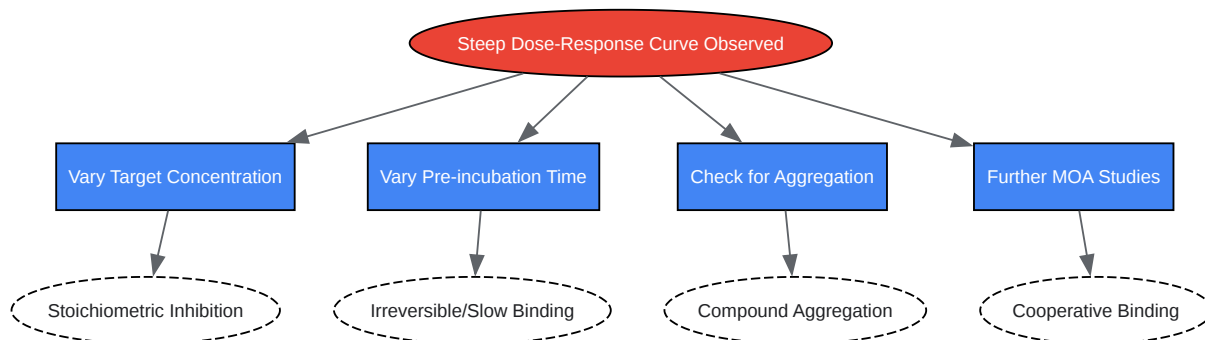 Steep Dose-Response Curve Observed
Vary Target Concentration
Vary Pre-incubation Time
Check for Aggregation
Further MOA Studies
Stoichiometric Inhibition
Irreversible/Slow Binding
Compound Aggregation
Cooperative Binding